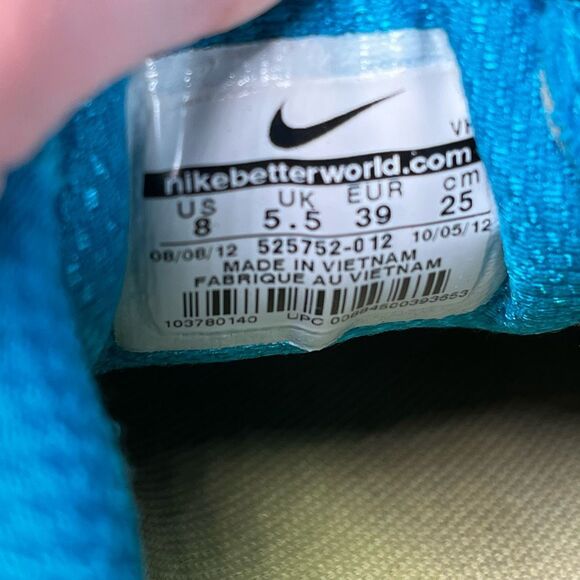 nikebetterworld.com
US UK EUR cm
8 5.5 39 25
08/08/12 525752-012 10/05/12
MADE IN VIETNAM
FABRIQUE AU VIETNAM
103780140 UPC 00884500393553